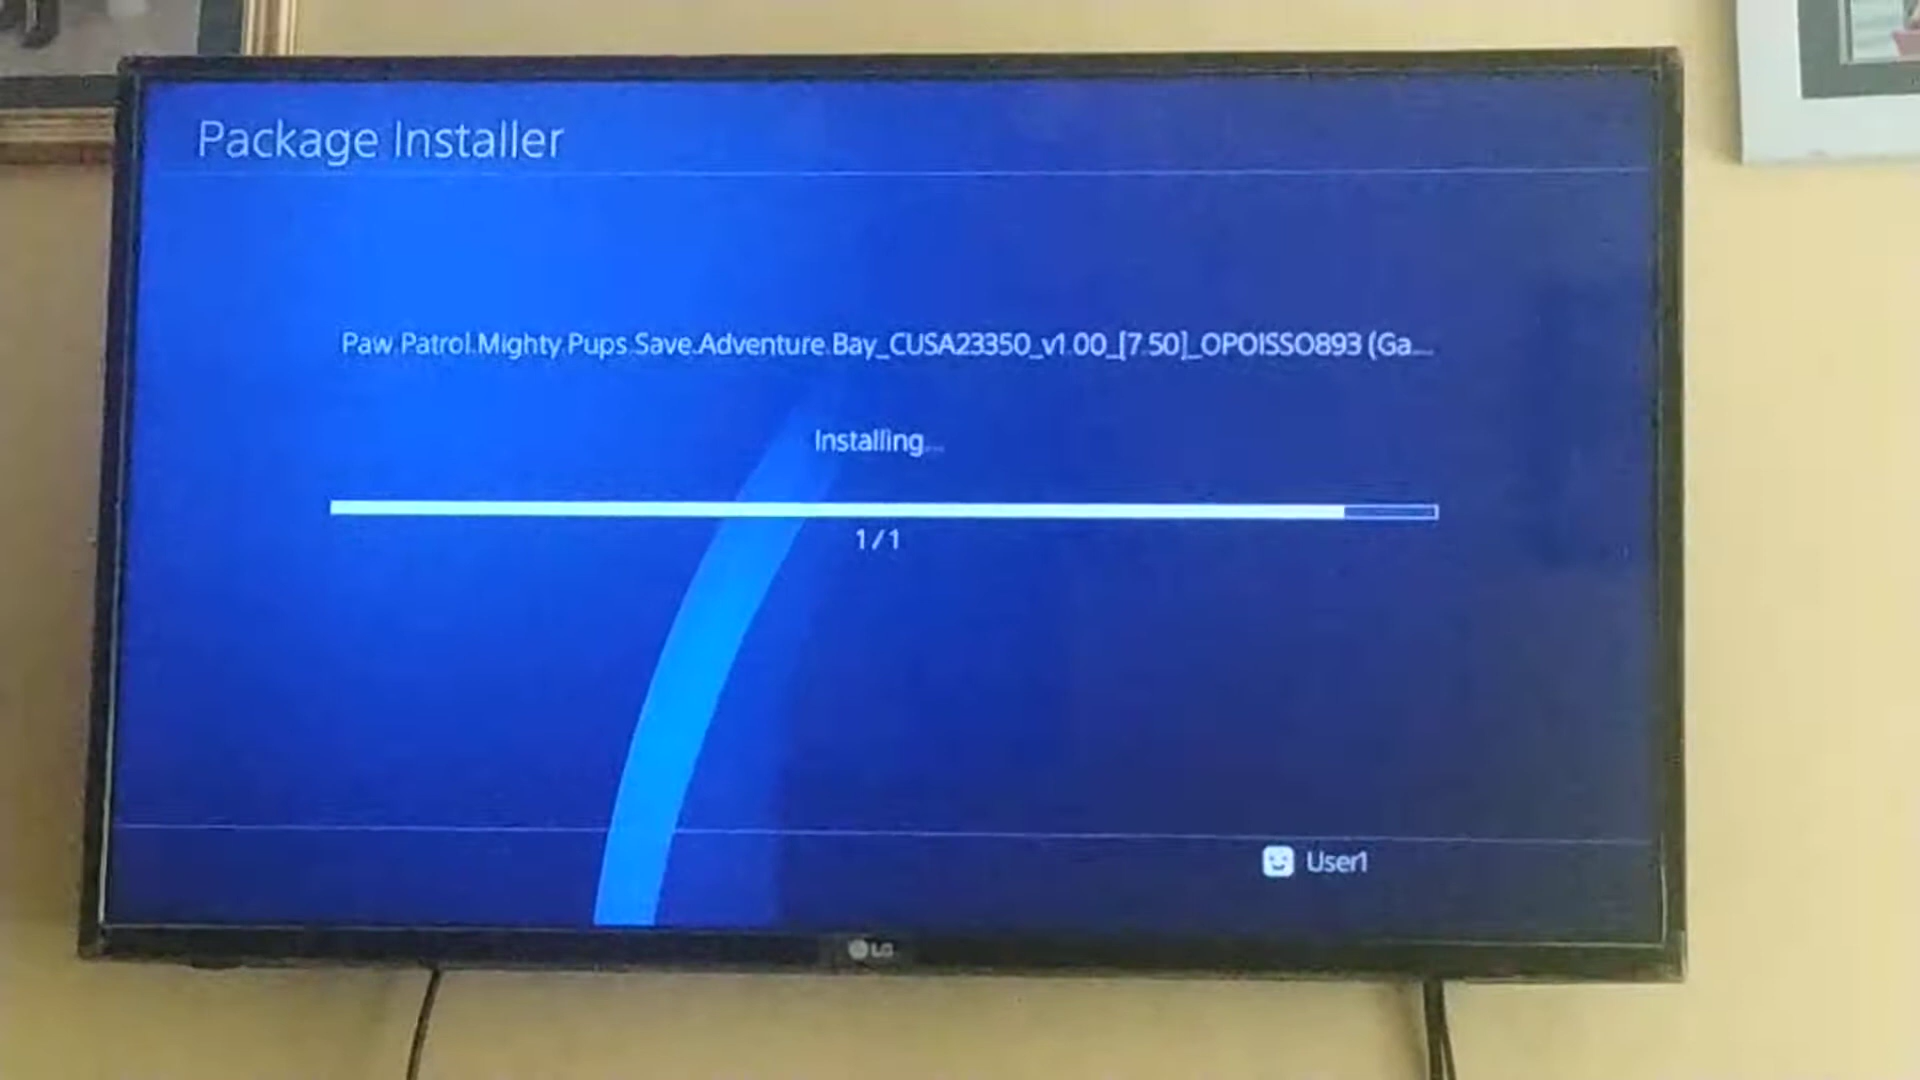 Package Installer
Paw.Patrol.Mighty.Pups.Save.Adventure.Bay_CUSA23350_v1.00_[7.50]_OPOISSO893 (Ga...
Installing...
1/1
User1
LG